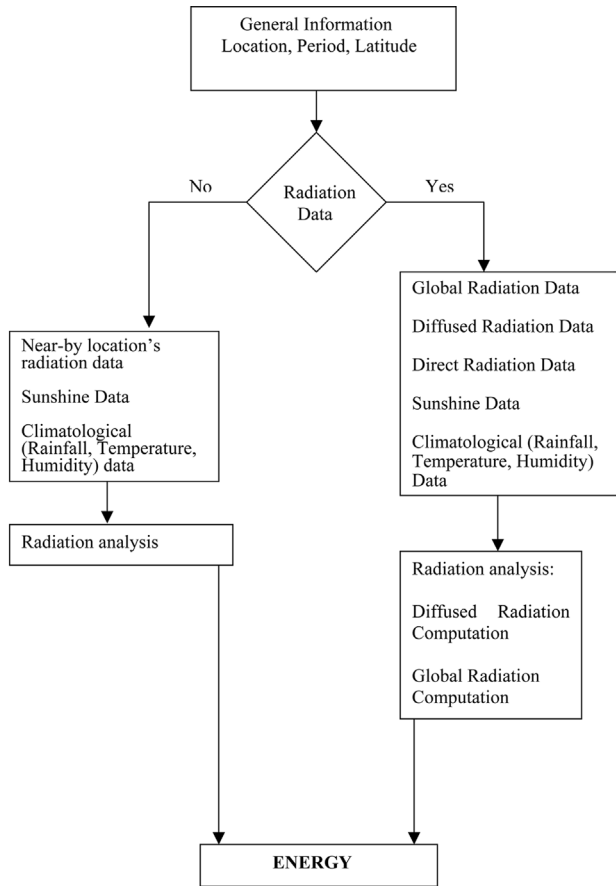 General Information
Location, Period, Latitude
No
Radiation
Data
Yes
Near-by location's
radiation data
Sunshine Data
Climatological
(Rainfall, Temperature,
Humidity) data
Radiation analysis
Global Radiation Data
Diffused Radiation Data
Direct Radiation Data
Sunshine Data
Climatological (Rainfall,
Temperature, Humidity)
Data
Radiation analysis:
Diffused Radiation
Computation
Global Radiation
Computation
ENERGY